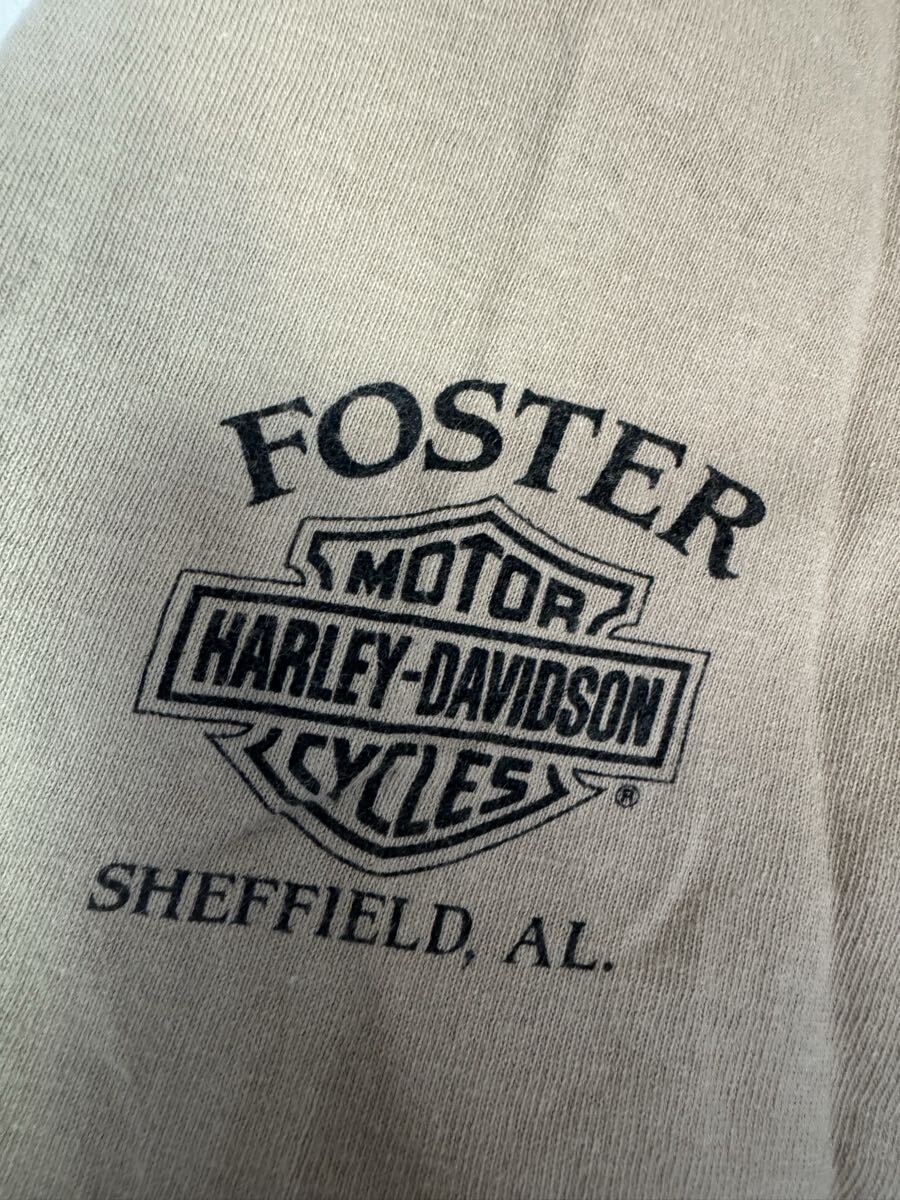 FOSTER
MOTOR
HARLEY-DAVIDSON
CYCLES
®
SHEFFIELD, AL.